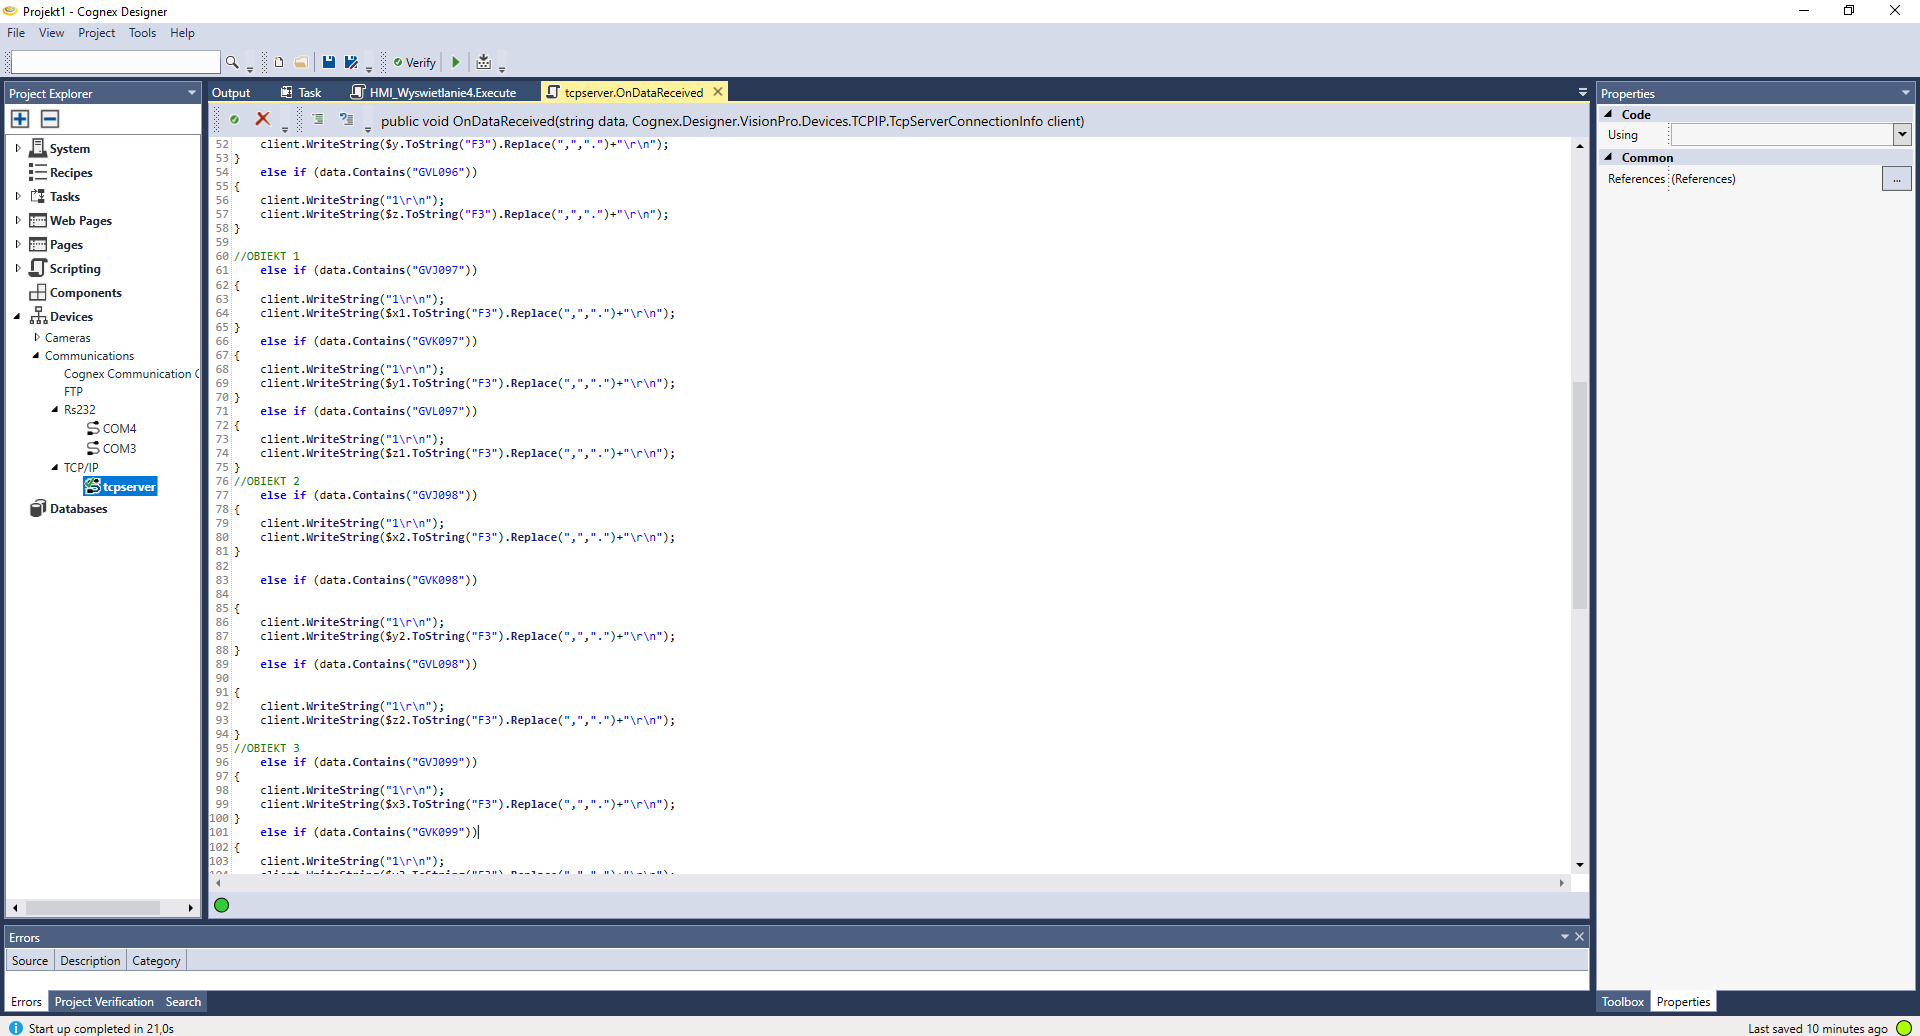 Projekt1 - Cognex Designer
File View Project Tools Help
Verify
Project Explorer
System
Recipes
Tasks
Web Pages
Pages
Scripting
Components
Devices
Cameras
Communications
Cognex Communication C
FTP
Rs232
COM4
COM3
TCP/IP
tcpserver
Databases
Output Task HMI_Wyswietlanie4.Execute tcpserver.OnDataReceived
public void OnDataReceived(string data, Cognex.Designer.VisionPro.Devices.TCPIP.TcpServerConnectionInfo client)
52 client.WriteString($y.ToString("F3").Replace(",",".")+"\r\n");
53 }
54 else if (data.Contains("GVL096"))
55 {
56 client.WriteString("1\r\n");
57 client.WriteString($z.ToString("F3").Replace(",",".")+"\r\n");
58 }
59
60 //OBIEKT 1
61 else if (data.Contains("GVJ097"))
62 {
63 client.WriteString("1\r\n");
64 client.WriteString($x1.ToString("F3").Replace(",",".")+"\r\n");
65 }
66 else if (data.Contains("GVK097"))
67 {
68 client.WriteString("1\r\n");
69 client.WriteString($y1.ToString("F3").Replace(",",".")+"\r\n");
70 }
71 else if (data.Contains("GVL097"))
72 {
73 client.WriteString("1\r\n");
74 client.WriteString($z1.ToString("F3").Replace(",",".")+"\r\n");
75 }
76 //OBIEKT 2
77 else if (data.Contains("GVJ098"))
78 {
79 client.WriteString("1\r\n");
80 client.WriteString($x2.ToString("F3").Replace(",",".")+"\r\n");
81 }
82
83 else if (data.Contains("GVK098"))
84
85 {
86 client.WriteString("1\r\n");
87 client.WriteString($y2.ToString("F3").Replace(",",".")+"\r\n");
88 }
89 else if (data.Contains("GVL098"))
90
91 {
92 client.WriteString("1\r\n");
93 client.WriteString($z2.ToString("F3").Replace(",",".")+"\r\n");
94 }
95 //OBIEKT 3
96 else if (data.Contains("GVJ099"))
97 {
98 client.WriteString("1\r\n");
99 client.WriteString($x3.ToString("F3").Replace(",",".")+"\r\n");
100 }
101 else if (data.Contains("GVK099"))
102 {
103 client.WriteString("1\r\n");
Properties
Code
Using
Common
References (References)
...
Toolbox Properties
Errors
Source Description Category
Errors Project Verification Search
Start up completed in 21,0s
Last saved 10 minutes ago